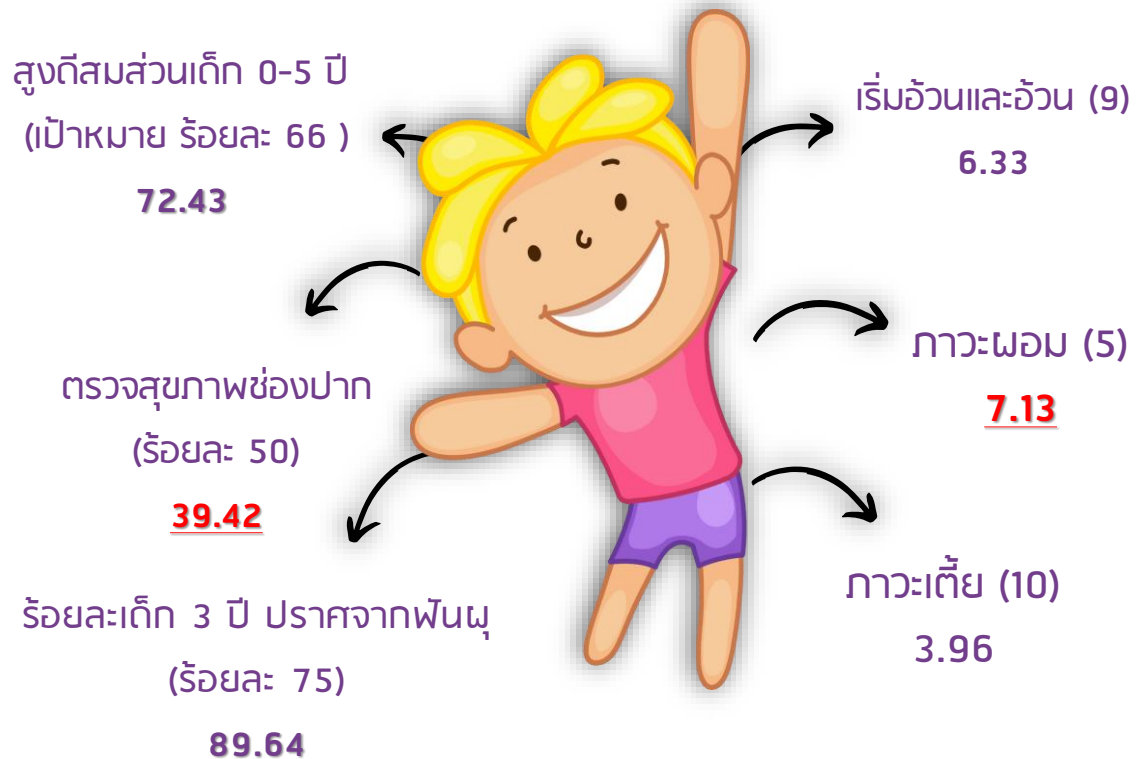 สูงดีสมส่วนเด็ก 0-5 ปี
(เป้าหมาย ร้อยละ 66 )
72.43
ตรวจสุขภาพช่องปาก
(ร้อยละ 50)
39.42
ร้อยละเด็ก 3 ปี ปราศจากฟันผุ
(ร้อยละ 75)
89.64
เริ่มอ้วนและอ้วน (9)
6.33
ภาวะผอม (5)
7.13
ภาวะเตี้ย (10)
3.96